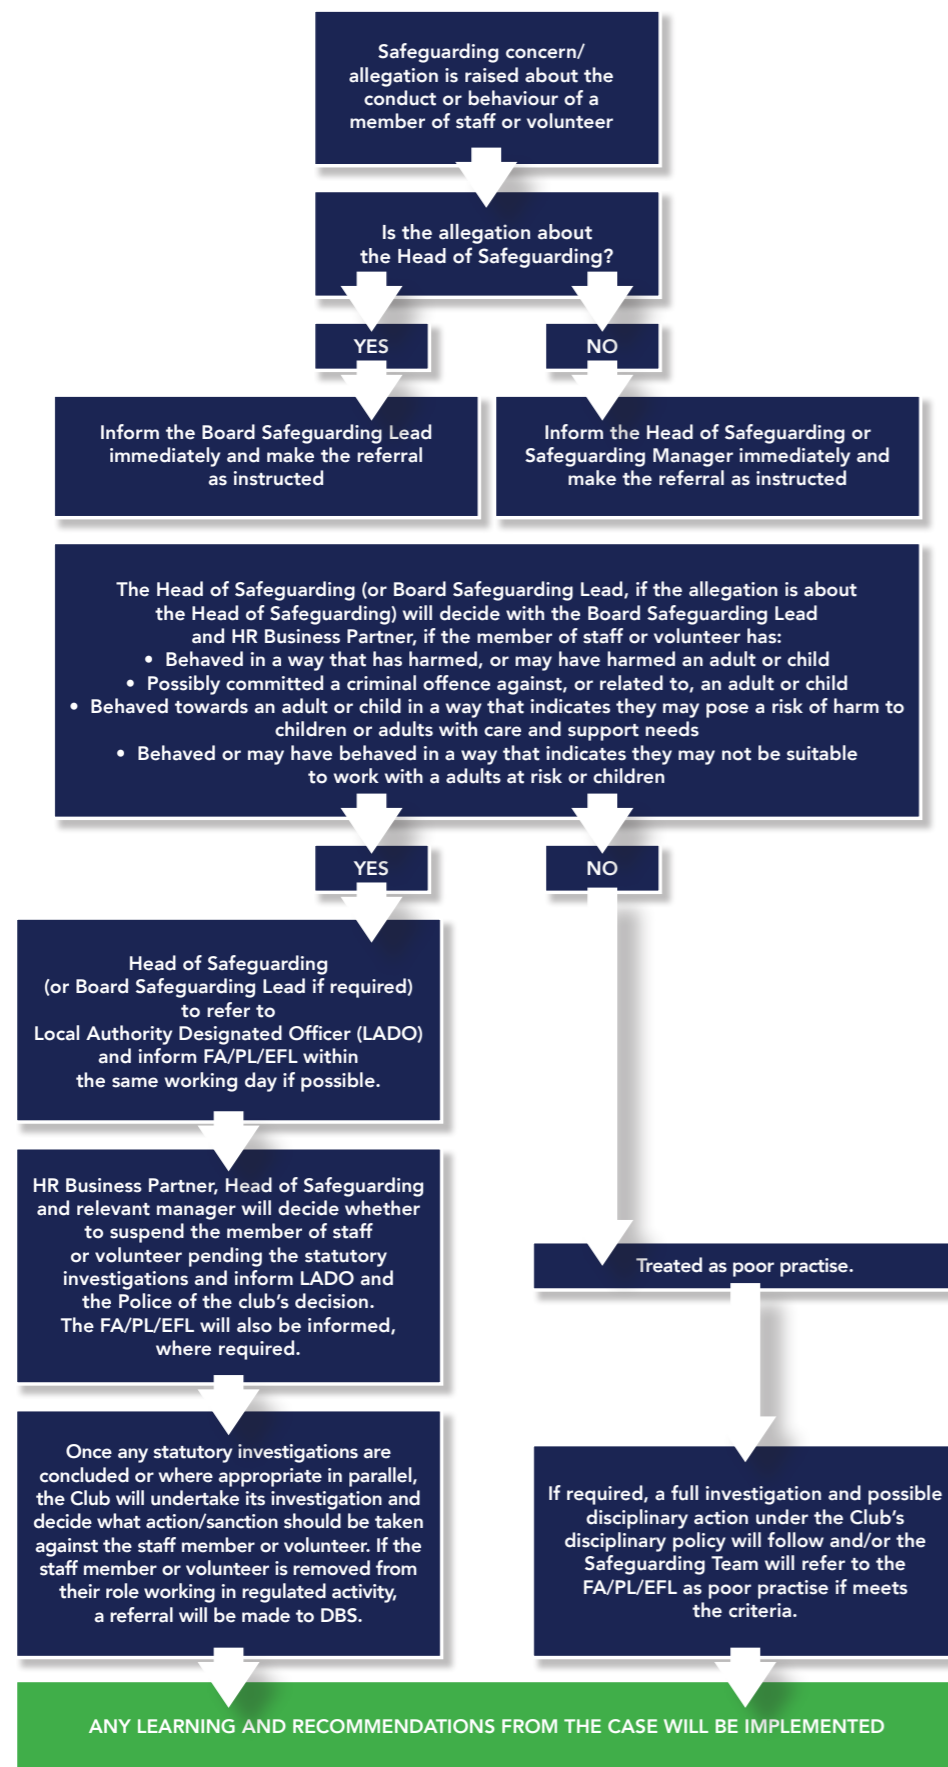 Safeguarding concern/
allegation is raised about the
conduct or behaviour of a
member of staff or volunteer
Is the allegation about
the Head of Safeguarding?
YES
NO
Inform the Board Safeguarding Lead
immediately and make the referral
as instructed
Inform the Head of Safeguarding or
Safeguarding Manager immediately and
make the referral as instructed
The Head of Safeguarding (or Board Safeguarding Lead, if the allegation is about
the Head of Safeguarding) will decide with the Board Safeguarding Lead
and HR Business Partner, if the member of staff or volunteer has:
• Behaved in a way that has harmed, or may have harmed an adult or child
• Possibly committed a criminal offence against, or related to, an adult or child
• Behaved towards an adult or child in a way that indicates they may pose a risk of harm to
children or adults with care and support needs
• Behaved or may have behaved in a way that indicates they may not be suitable
to work with a adults at risk or children
YES
NO
Head of Safeguarding
(or Board Safeguarding Lead if required)
to refer to
Local Authority Designated Officer (LADO)
and inform FA/PL/EFL within
the same working day if possible.
HR Business Partner, Head of Safeguarding
and relevant manager will decide whether
to suspend the member of staff
or volunteer pending the statutory
investigations and inform LADO and
the Police of the club's decision.
The FA/PL/EFL will also be informed,
where required.
Treated as poor practise.
Once any statutory investigations are
concluded or where appropriate in parallel,
the Club will undertake its investigation and
decide what action/sanction should be taken
against the staff member or volunteer. If the
staff member or volunteer is removed from
their role working in regulated activity,
a referral will be made to DBS.
If required, a full investigation and possible
disciplinary action under the Club's
disciplinary policy will follow and/or the
Safeguarding Team will refer to the
FA/PL/EFL as poor practise if meets
the criteria.
ANY LEARNING AND RECOMMENDATIONS FROM THE CASE WILL BE IMPLEMENTED